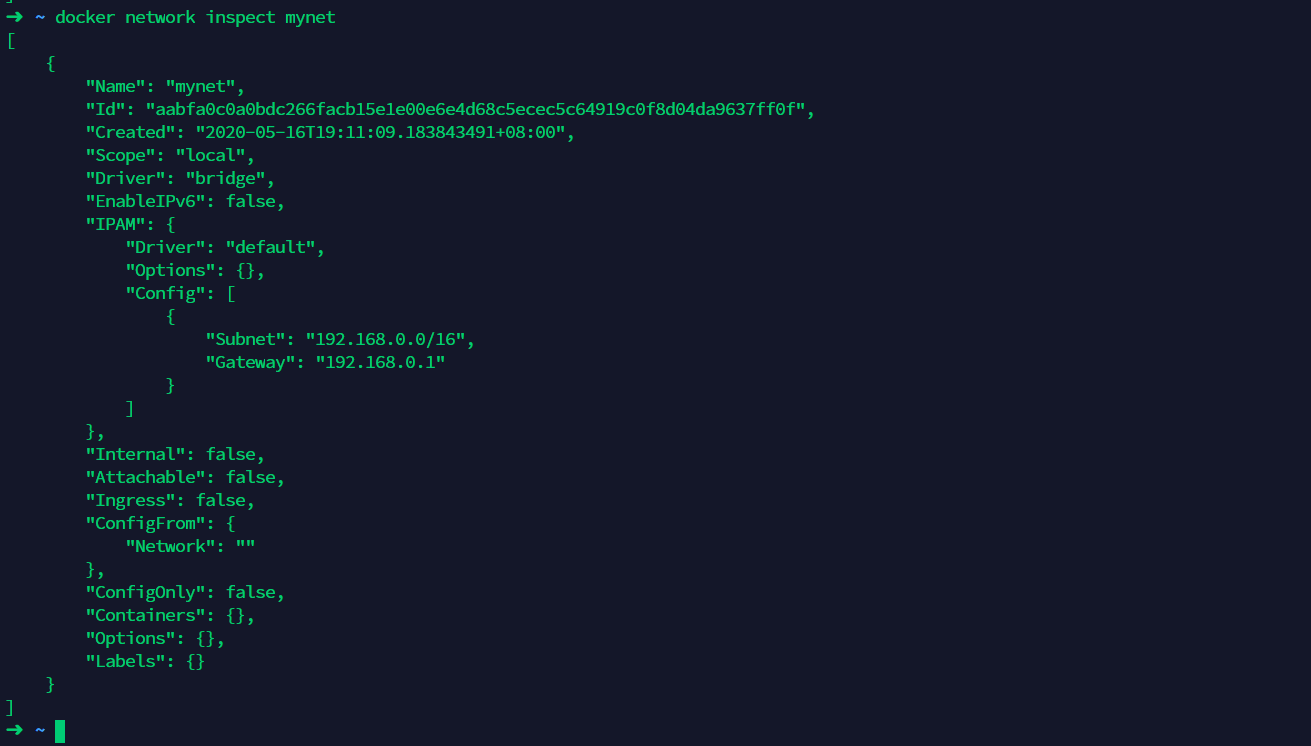 ]
➜ ~ docker network inspect mynet
[
    {
        "Name": "mynet",
        "Id": "aabfa0c0a0bdc266facb15e1e00e6e4d68c5ecec5c64919c0f8d04da9637ff0f",
        "Created": "2020-05-16T19:11:09.183843491+08:00",
        "Scope": "local",
        "Driver": "bridge",
        "EnableIPv6": false,
        "IPAM": {
            "Driver": "default",
            "Options": {},
            "Config": [
                {
                    "Subnet": "192.168.0.0/16",
                    "Gateway": "192.168.0.1"
                }
            ]
        },
        "Internal": false,
        "Attachable": false,
        "Ingress": false,
        "ConfigFrom": {
            "Network": ""
        },
        "ConfigOnly": false,
        "Containers": {},
        "Options": {},
        "Labels": {}
    }
]
➜ ~